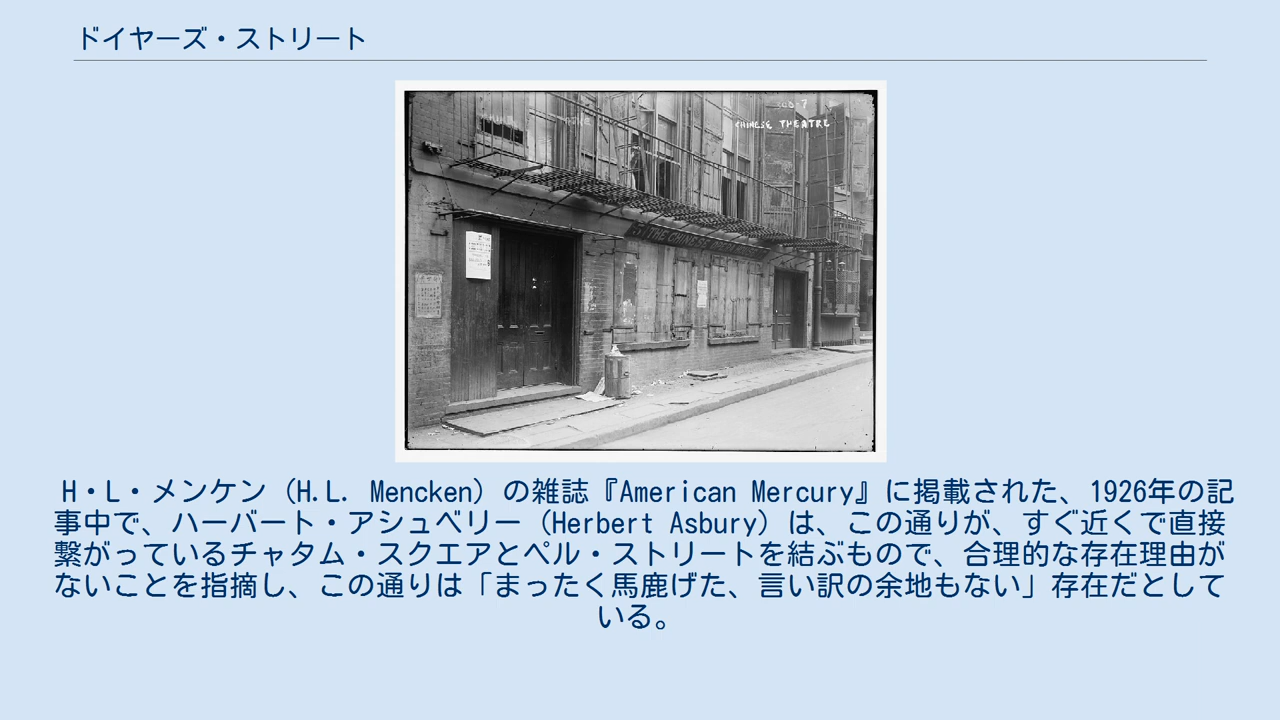 ドイヤーズ・ストリート
CHINESE THEATRE
H・L・メンケン（H.L. Mencken）の雑誌『American Mercury』に掲載された、1926年の記
事中で、ハーバート・アシュベリー（Herbert Asbury）は、この通りが、すぐ近くで直接
繋がっているチャタム・スクエアとペル・ストリートを結ぶもので、合理的な存在理由が
ないことを指摘し、この通りは「まったく馬鹿げた、言い訳の余地もない」存在だとして
いる。